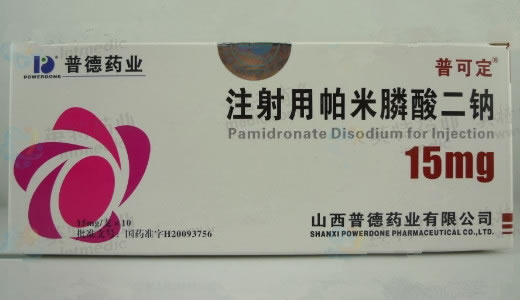 普德药业
POWERDONE
普可定®
注射用帕米膦酸二钠
Pamidronate Disodium for Injection
15mg
15mg/支×10
批准文号：国药准字H20093756
山西普德药业有限公司
SHANXI POWERDONE PHARMACEUTICAL CO.,LTD.